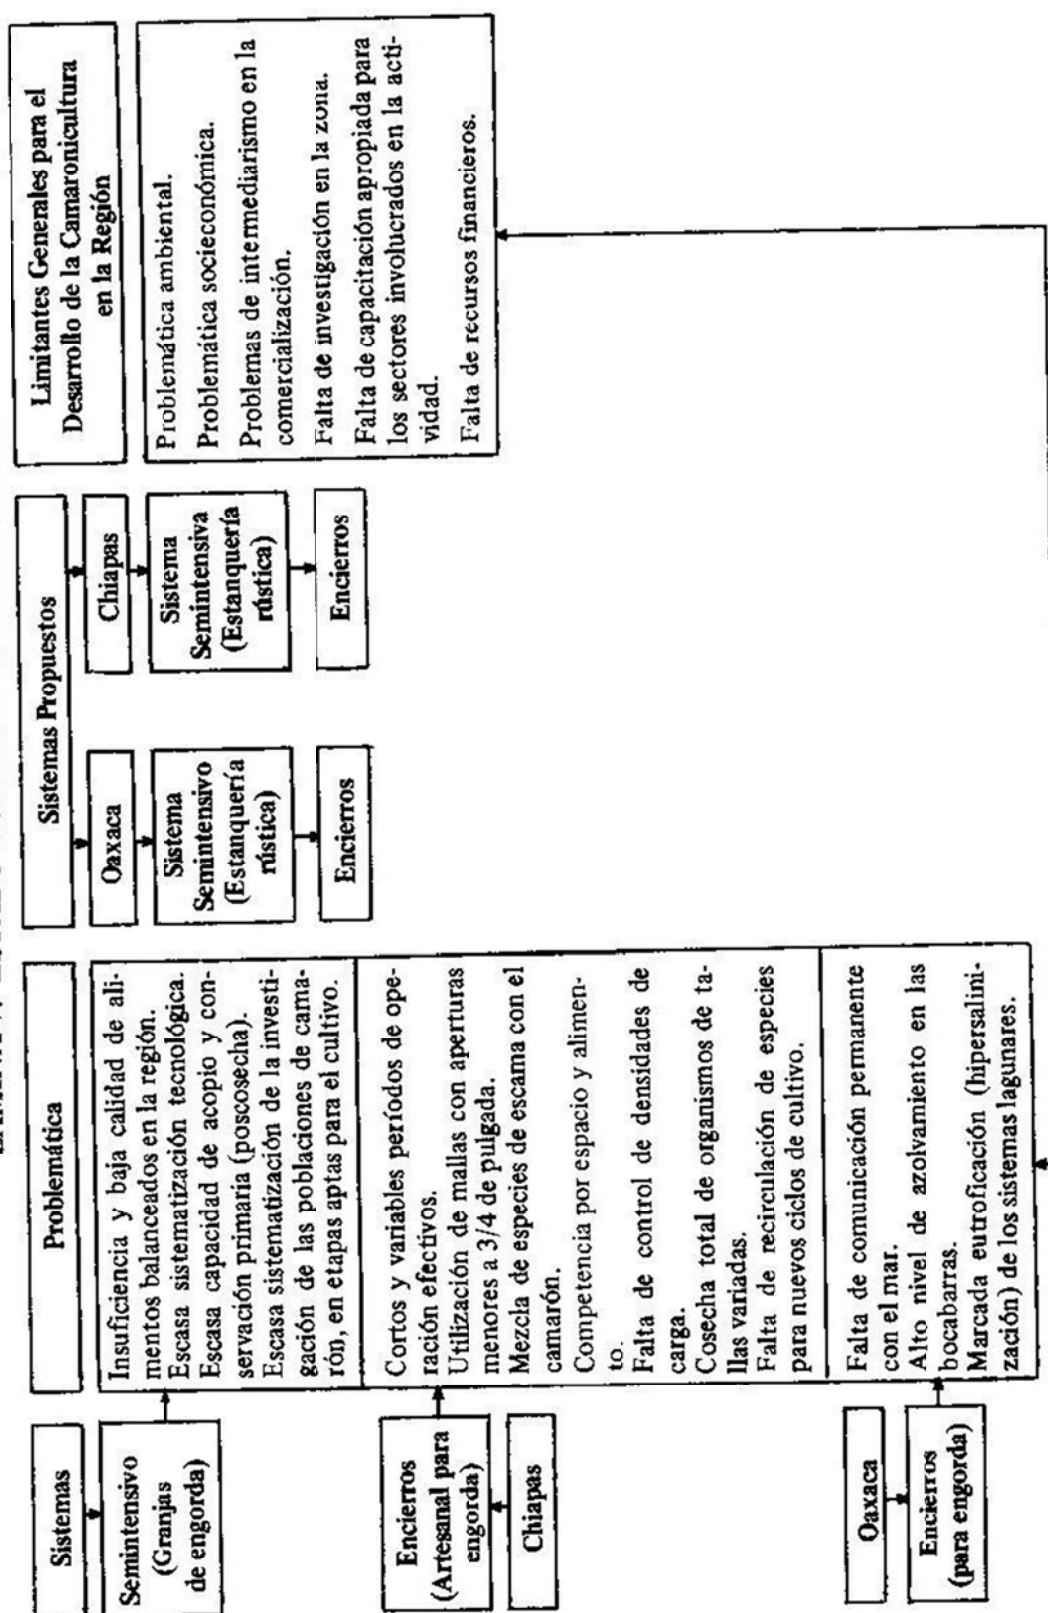 Sistemas
Semintensivo
(Granjas
de engorda)
Encierros
(Artesanal para
engorda)
Chiapas
Oaxaca
Encierros
(para engorda)
Problemática
Insuficiencia y baja calidad de ali-
mentos balanceados en la región.
Escasa sistematización tecnológica.
Escasa capacidad de acopio y con-
servación primaria (poscosecha).
Escasa sistematización de la investi-
gación de las poblaciones de cama-
rón, en etapas aptas para el cultivo.
Cortos y variables períodos de ope-
ración efectivos.
Utilización de mallas con aperturas
menores a 3/4 de pulgada.
Mezcla de especies de escama con el
camarón.
Competencia por espacio y alimen-
to.
Falta de control de densidades de
carga.
Cosecha total de organismos de ta-
llas variadas.
Falta de recirculación de especies
para nuevos ciclos de cultivo.
Falta de comunicación permanente
con el mar.
Alto nivel de azolvamiento en las
bocabarras.
Marcada eutroficación (hipersalini-
zación) de los sistemas lagunares.
Sistemas Propuestos
Oaxaca
Sistema
Semintensivo
(Estanquería
rústica)
Encierros
Chiapas
Sistema
Semintensiva
(Estanquería
rústica)
Encierros
Limitantes Generales para el
Desarrollo de la Camaronicultura
en la Región
Problemática ambiental.
Problemática socieconómica.
Problemas de intermediarismo en la
comercialización.
Falta de investigación en la zona.
Falta de capacitación apropiada para
los sectores involucrados en la acti-
vidad.
Falta de recursos financieros.